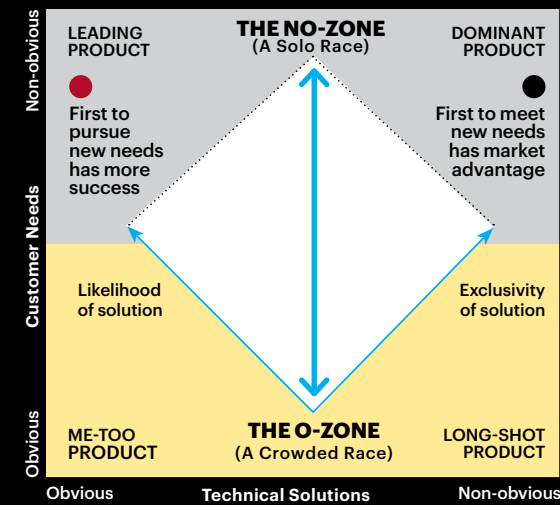 Non-obvious
Customer Needs
Obvious
LEADING
PRODUCT
First to
pursue
new needs
has more
success
THE NO-ZONE
(A Solo Race)
DOMINANT
PRODUCT
First to meet
new needs
has market
advantage
Likelihood
of solution
Exclusivity
of solution
ME-TOO
PRODUCT
THE O-ZONE
(A Crowded Race)
LONG-SHOT
PRODUCT
Obvious
Technical Solutions
Non-obvious